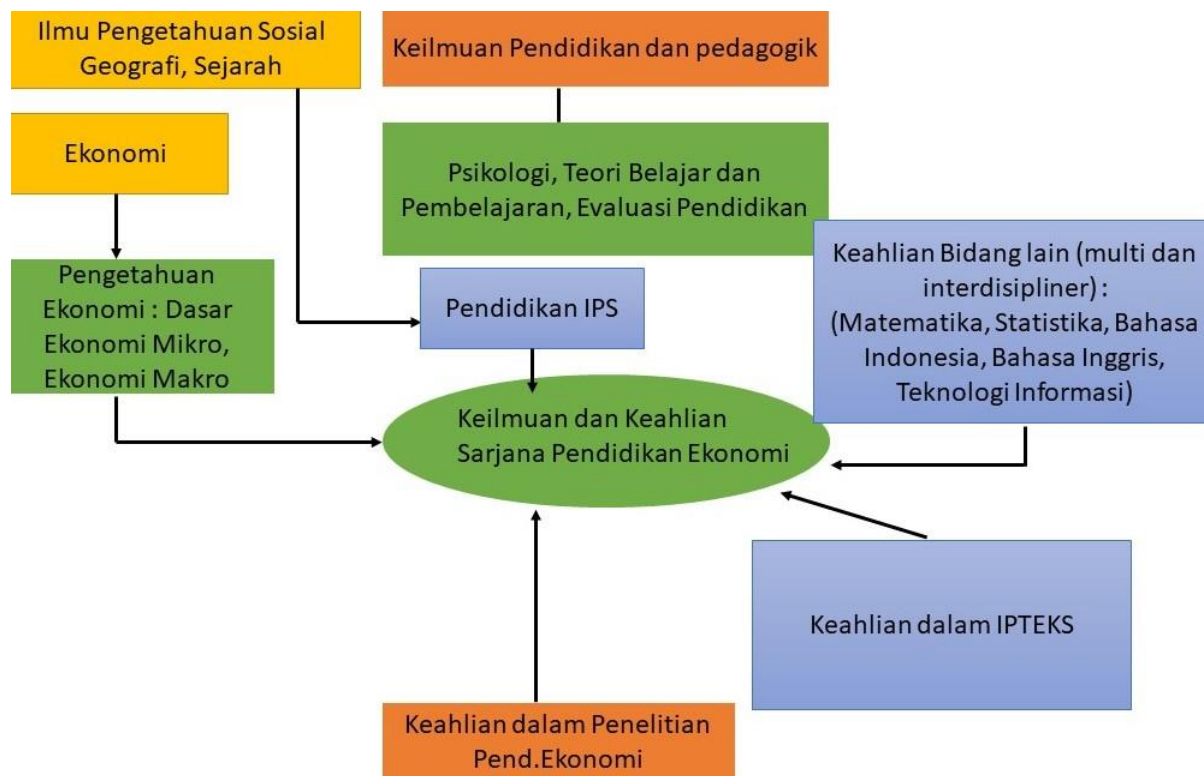 Ilmu Pengetahuan Sosial
Geografi, Sejarah
Keilmuan Pendidikan dan pedagogik
Ekonomi
Psikologi, Teori Belajar dan
Pembelajaran, Evaluasi Pendidikan
Pengetahuan
Ekonomi : Dasar
Ekonomi Mikro,
Ekonomi Makro
Pendidikan IPS
Keahlian Bidang lain (multi dan
interdisipliner) :
(Matematika, Statistika, Bahasa
Indonesia, Bahasa Inggris,
Teknologi Informasi)
Keilmuan dan Keahlian
Sarjana Pendidikan Ekonomi
Keahlian dalam IPTEKS
Keahlian dalam Penelitian
Pend.Ekonomi